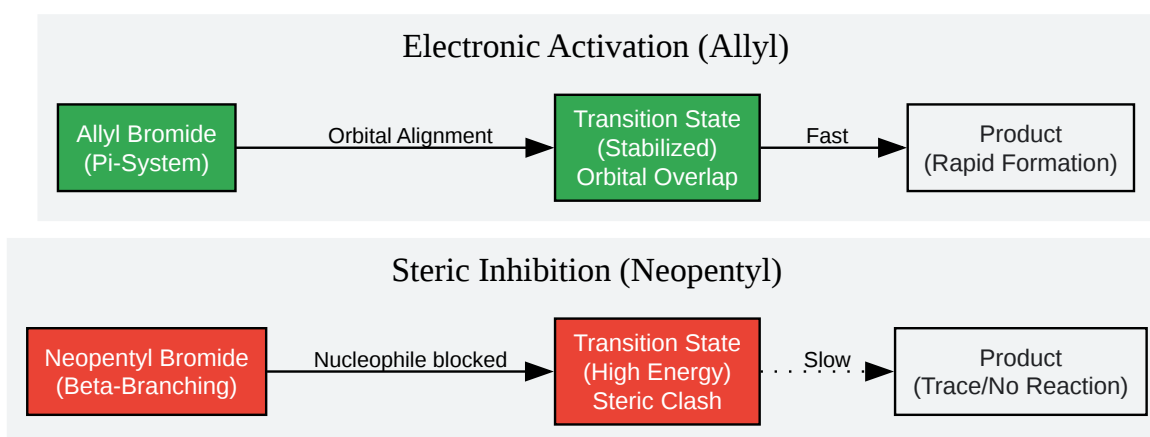 Electronic Activation (Allyl)
Allyl Bromide
(Pi-System)
Orbital Alignment
Transition State
(Stabilized)
Orbital Overlap
Fast
Product
(Rapid Formation)
Steric Inhibition (Neopentyl)
Neopentyl Bromide
(Beta-Branching)
Nucleophile blocked
Transition State
(High Energy)
Steric Clash
Slow
Product
(Trace/No Reaction)